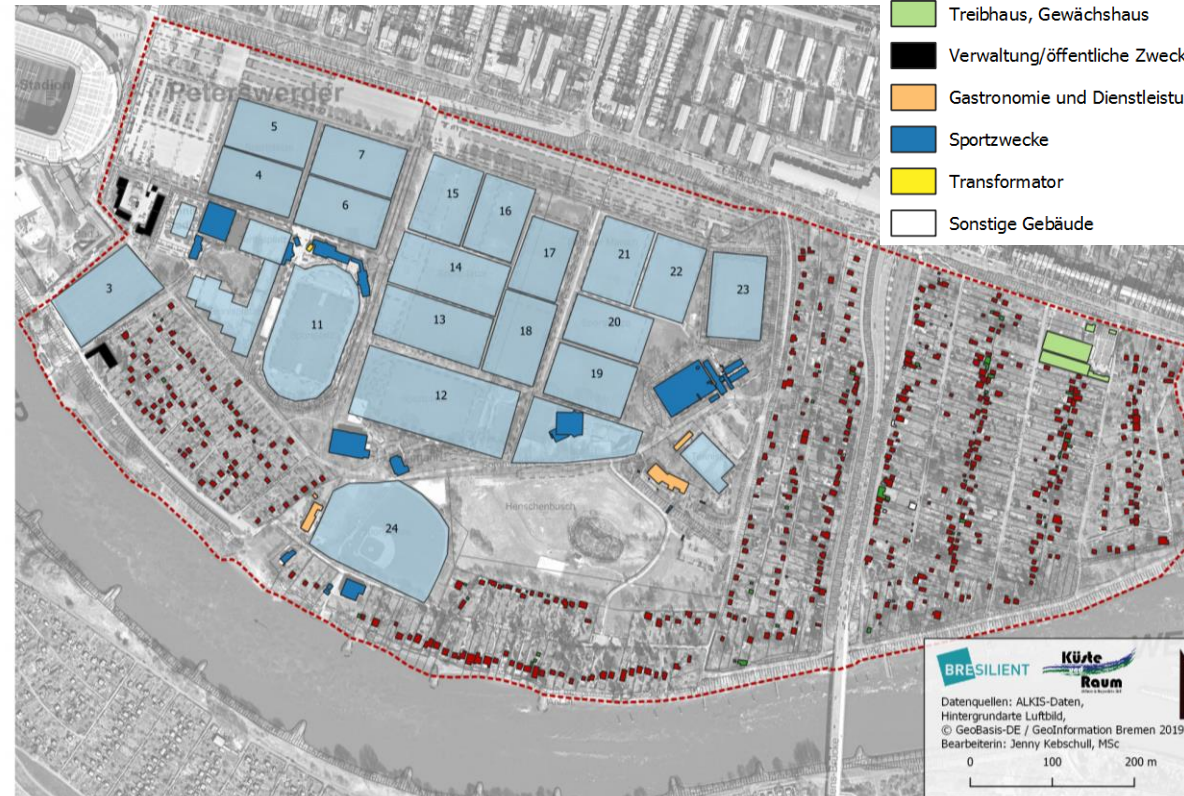 Treibhaus, Gewächshaus
Verwaltung/öffentliche Zweck
Gastronomie und Dienstleistu
Sportzwecke
Transformator
Sonstige Gebäude
-Stadion
Peterswerder
5
7
4
6
15
16
17
14
13
18
21
22
23
20
19
3
11
12
24
BRESILIENT
Küste
Raum
Datenquellen: ALKIS-Daten,
Hintergrundarte Luftbild,
© GeoBasis-DE / GeoInformation Bremen 2019
Bearbeiterin: Jenny Kebschull, MSc
0 100 200 m